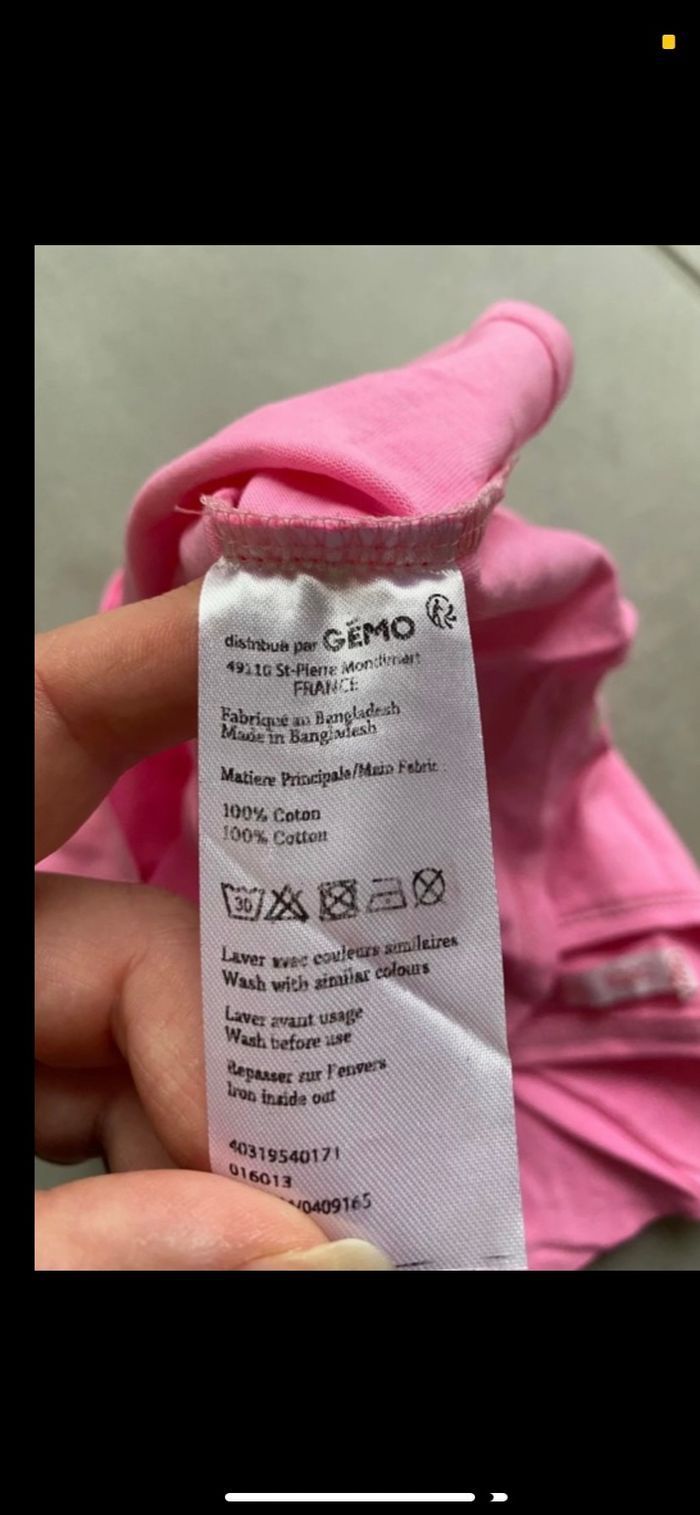 distribué par GÉMO
49110 St-Pierre Montlimart
FRANCE
Fabriqué au Bangladesh
Made in Bangladesh
Matiere Principale/Main Fabric :
100% Coton
100% Cotton
30
Laver avec couleurs similaires
Wash with similar colours
Laver avant usage
Wash before use
Repasser sur l'envers
Iron inside out
40319540171
016013
/0409165